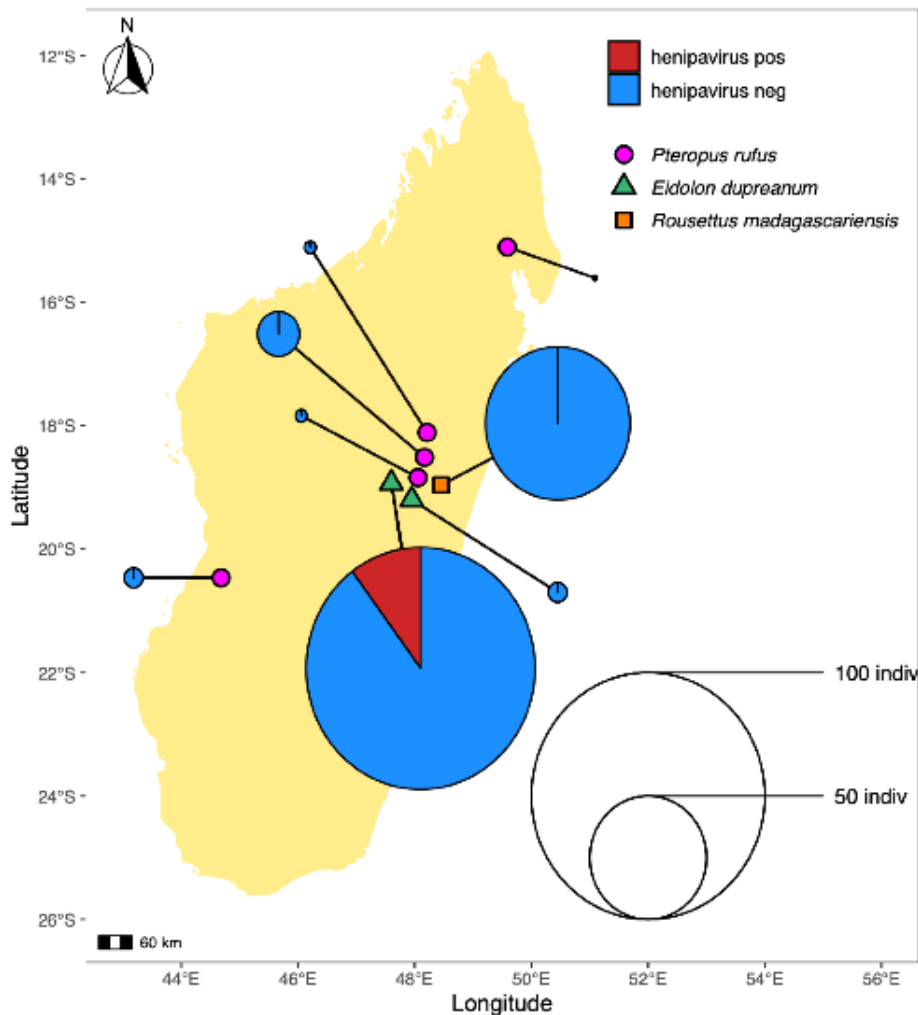 N
henipavirus pos
henipavirus neg
Pteropus rufus
Eidolon dupreanum
Rousettus madagascariensis
12°S
14°S
16°S
18°S
20°S
22°S
24°S
26°S
Latitude
100 indiv
50 indiv
60 km
44°E 46°E 48°E 50°E 52°E 54°E 56°E
Longitude